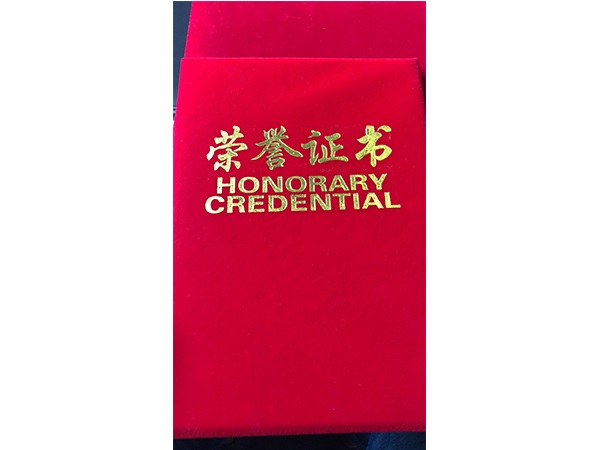 荣誉证书
HONORARY
CREDENTIAL